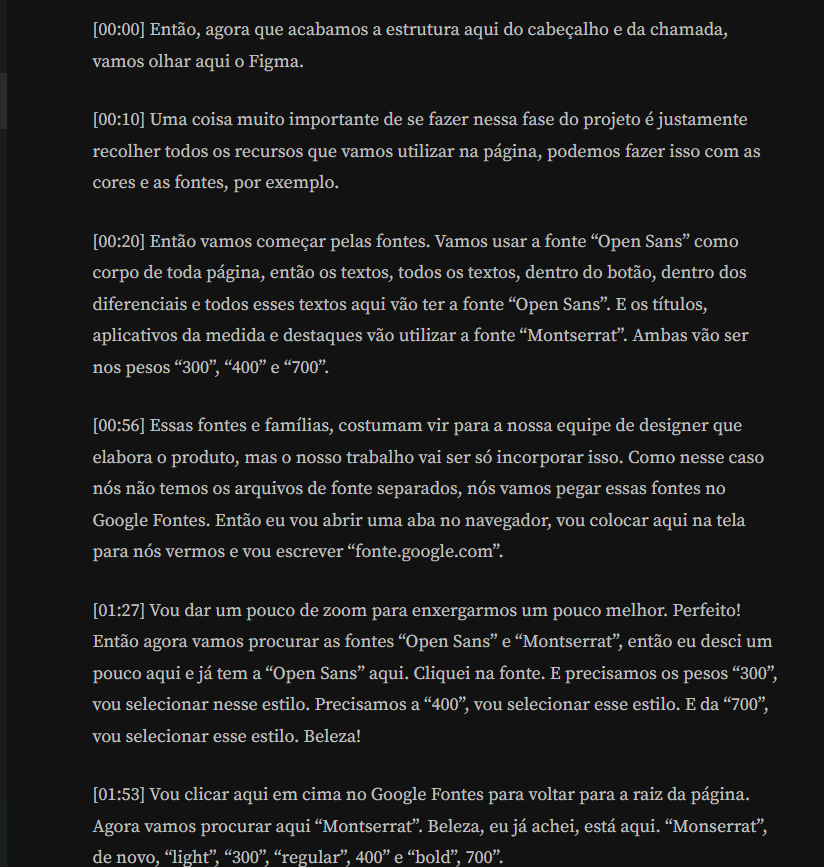 [00:00] Então, agora que acabamos a estrutura aqui do cabeçalho e da chamada,
vamos olhar aqui o Figma.
[00:10] Uma coisa muito importante de se fazer nessa fase do projeto é justamente
recolher todos os recursos que vamos utilizar na página, podemos fazer isso com as
cores e as fontes, por exemplo.
[00:20] Então vamos começar pelas fontes. Vamos usar a fonte “Open Sans” como
corpo de toda página, então os textos, todos os textos, dentro do botão, dentro dos
diferenciais e todos esses textos aqui vão ter a fonte “Open Sans”. E os títulos,
aplicativos da medida e destaques vão utilizar a fonte “Montserrat”. Ambas vão ser
nos pesos “300”, “400” e “700”.
[00:56] Essas fontes e famílias, costumam vir para a nossa equipe de designer que
elabora o produto, mas o nosso trabalho vai ser só incorporar isso. Como nesse caso
nós não temos os arquivos de fonte separados, nós vamos pegar essas fontes no
Google Fontes. Então eu vou abrir uma aba no navegador, vou colocar aqui na tela
para nós vermos e vou escrever “fonte.google.com”.
[01:27] Vou dar um pouco de zoom para enxergarmos um pouco melhor. Perfeito!
Então agora vamos procurar as fontes “Open Sans” e “Montserrat”, então eu desci um
pouco aqui e já tem a “Open Sans” aqui. Cliquei na fonte. E precisamos os pesos “300”,
vou selecionar nesse estilo. Precisamos a “400”, vou selecionar esse estilo. E da “700”,
vou selecionar esse estilo. Beleza!
[01:53] Vou clicar aqui em cima no Google Fontes para voltar para a raiz da página.
Agora vamos procurar aqui “Montserrat”. Beleza, eu já achei, está aqui. “Monserrat”,
de novo, “light”, “300”, “regular”, 400” e “bold”, 700”.